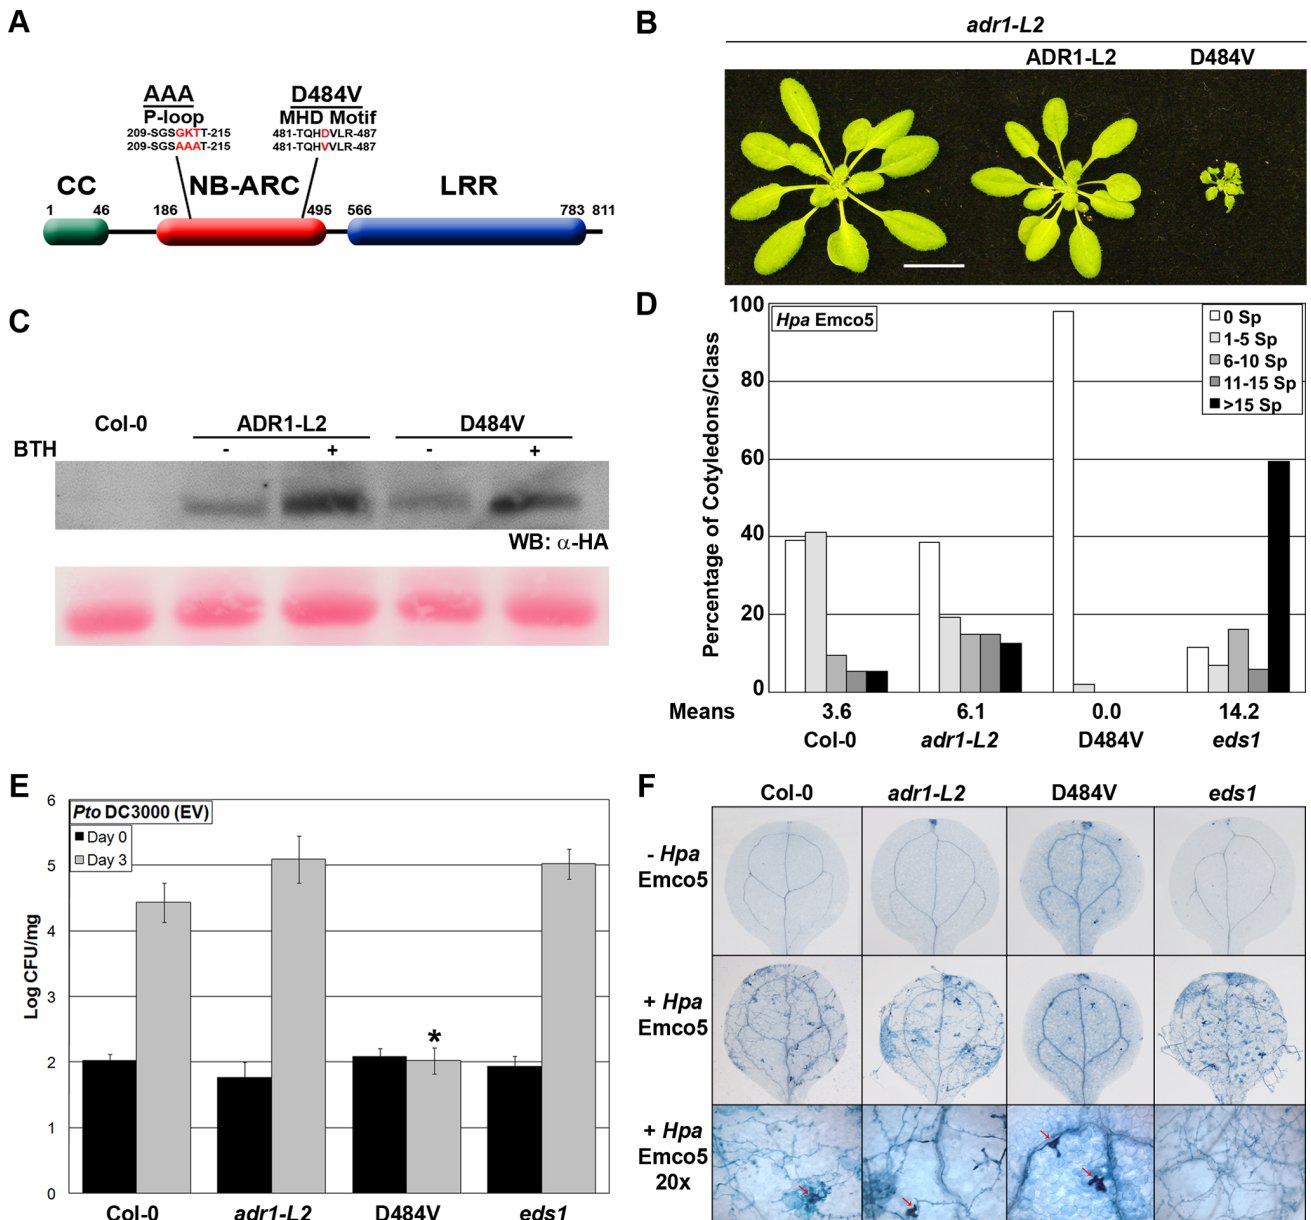 A
AAA
P-loop
209-SGSGKTT-215
209-SGSAAAT-215
D484V
MHD Motif
481-TQHDVLR-487
481-TQHVVLR-487
CC
NB-ARC
LRR
1 46 186 495 566 783 811
B
adr1-L2
ADR1-L2 D484V
C
Col-0 ADR1-L2 D484V
BTH - + - +
WB: α-HA
D
Hpa Emco5
0 Sp
1-5 Sp
6-10 Sp
11-15 Sp
>15 Sp
Percentage of Cotyledons/Class
100
80
60
40
20
0
Means 3.6 6.1 0.0 14.2
Col-0 adr1-L2 D484V eds1
E
Pto DC3000 (EV)
Day 0
Day 3
Log CFU/mg
6
5
4
3
2
1
0
*
Col-0 adr1-L2 D484V eds1
F
Col-0 adr1-L2 D484V eds1
- Hpa
Emco5
+ Hpa
Emco5
+ Hpa
Emco5
20x